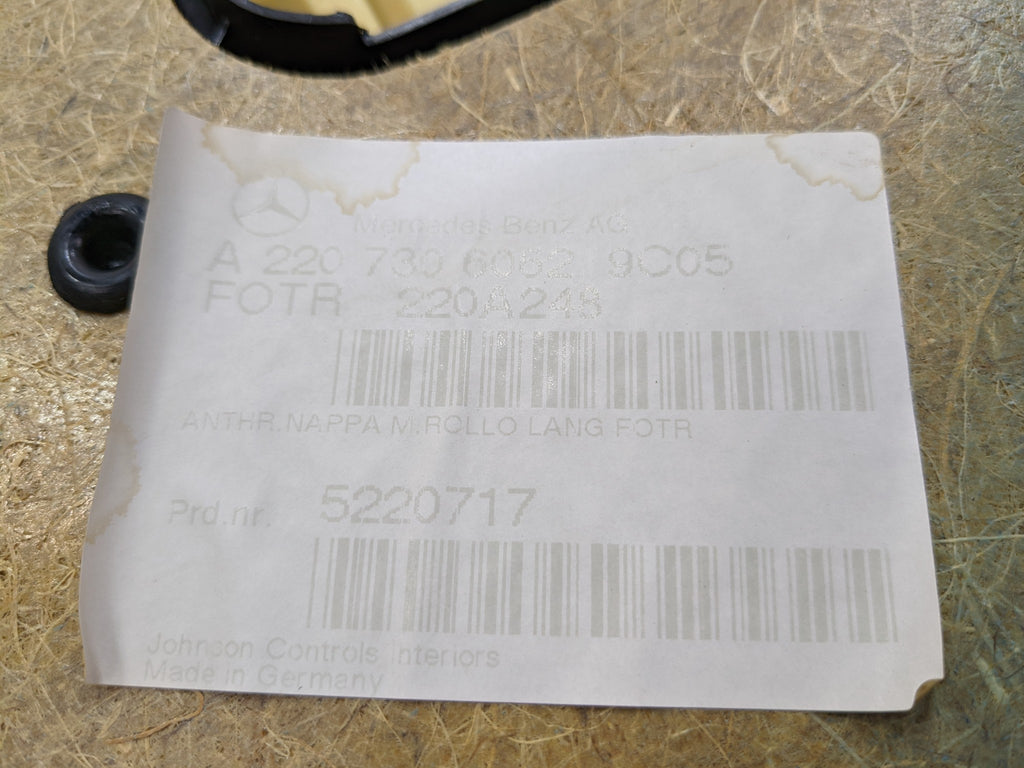 Mercedes Benz AG
A 220 730 6062 9C05
FOTR 220A248
ANTHR.NAPPA M.ROLLO LANG FOTR
Prd.nr. 5220717
Johnson Controls Interiors
Made in Germany